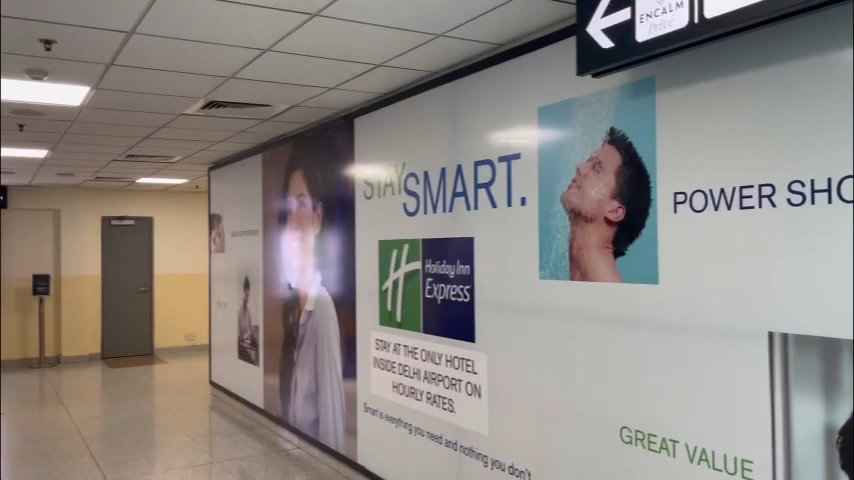 ENCALM
Privé
STAY SMART.
POWER SHO
Holiday Inn
Express
STAY AT THE ONLY HOTEL
INSIDE DELHI AIRPORT ON
HOURLY RATES.
Smart is everything you need and nothing you don't
GREAT VALUE